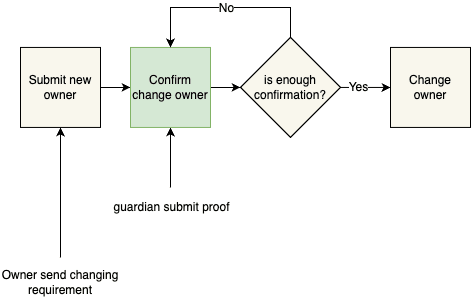 No
Submit new
owner
Confirm
change owner
is enough
confirmation?
Yes
Change
owner
guardian submit proof
Owner send changing
requirement